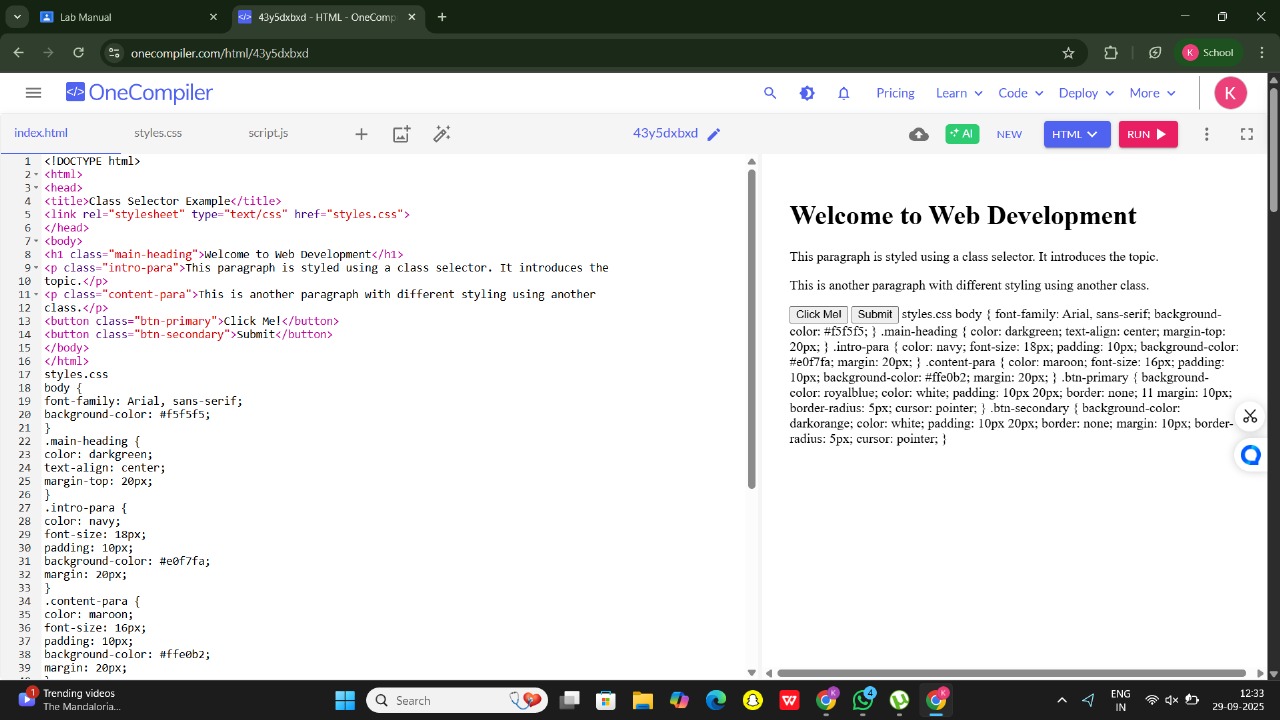 Lab Manual
43y5dxbxd - HTML - OneComp
onecompiler.com/html/43y5dxbxd
K School
OneCompiler
Pricing Learn Code Deploy More K
index.html styles.css script.js 43y5dxbxd AI NEW HTML RUN
1 <!DOCTYPE html>
2 <html>
3 <head>
4 <title>Class Selector Example</title>
5 <link rel="stylesheet" type="text/css" href="styles.css">
6 </head>
7 <body>
8 <h1 class="main-heading">Welcome to Web Development</h1>
9 <p class="intro-para">This paragraph is styled using a class selector. It introduces the
10 topic.</p>
11 <p class="content-para">This is another paragraph with different styling using another
12 class.</p>
13 <button class="btn-primary">Click Me!</button>
14 <button class="btn-secondary">Submit</button>
15 </body>
16 </html>
17 styles.css
18 body {
19 font-family: Arial, sans-serif;
20 background-color: #f5f5f5;
21 }
22 .main-heading {
23 color: darkgreen;
24 text-align: center;
25 margin-top: 20px;
26 }
27 .intro-para {
28 color: navy;
29 font-size: 18px;
30 padding: 10px;
31 background-color: #e0f7fa;
32 margin: 20px;
33 }
34 .content-para {
35 color: maroon;
36 font-size: 16px;
37 padding: 10px;
38 background-color: #ffe0b2;
39 margin: 20px;
Welcome to Web Development
This paragraph is styled using a class selector. It introduces the topic.
This is another paragraph with different styling using another class.
Click Me! Submit styles.css body { font-family: Arial, sans-serif; background-
color: #f5f5f5; } .main-heading { color: darkgreen; text-align: center; margin-top:
20px; } .intro-para { color: navy; font-size: 18px; padding: 10px; background-color:
#e0f7fa; margin: 20px; } .content-para { color: maroon; font-size: 16px; padding:
10px; background-color: #ffe0b2; margin: 20px; } .btn-primary { background-
color: royalblue; color: white; padding: 10px 20px; border: none; 11 margin: 10px;
border-radius: 5px; cursor: pointer; } .btn-secondary { background-color:
darkorange; color: white; padding: 10px 20px; border: none; margin: 10px; border-
radius: 5px; cursor: pointer; }
1 Trending videos
The Mandaloria...
Search
4
ENG
IN
12:33
29-09-2025